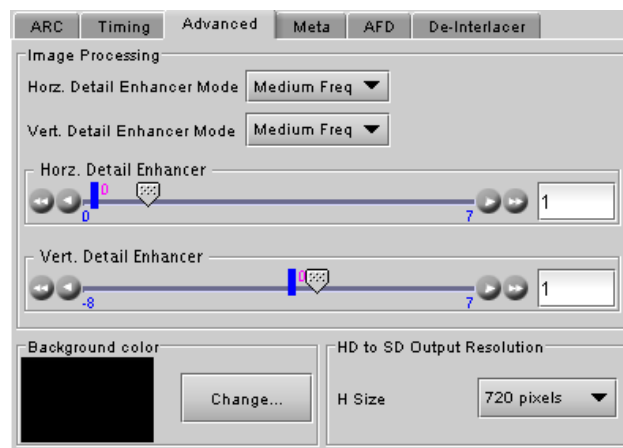 ARC Timing Advanced Meta AFD De-Interlacer
Image Processing
Horz. Detail Enhancer Mode Medium Freq
Vert. Detail Enhancer Mode Medium Freq
Horz. Detail Enhancer
0
0 7
1
Vert. Detail Enhancer
0
-8 7
1
Background color
Change...
HD to SD Output Resolution
H Size 720 pixels